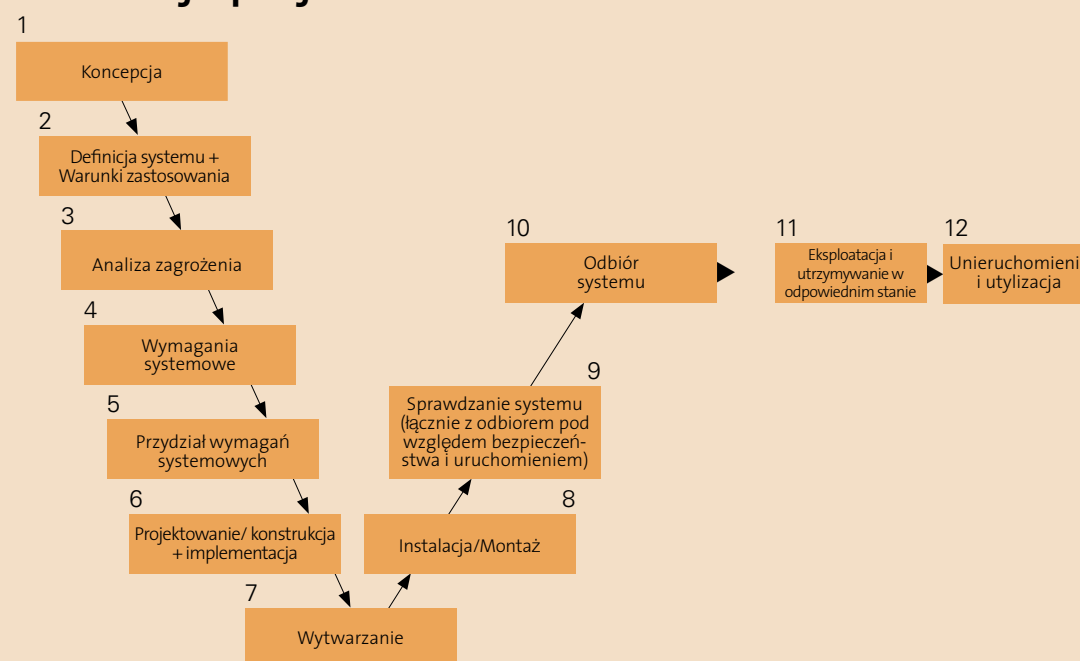 1
Koncepcja
2
Definicja systemu +
Warunki zastosowania
3
Analiza zagrożenia
4
Wymagania
systemowe
5
Przydział wymagań
systemowych
6
Projektowanie/ konstrukcja
+ implementacja
7
Wytwarzanie
8
Instalacja/Montaż
9
Sprawdzanie systemu
(łącznie z odbiorem pod
względem bezpieczeń-
stwa i uruchomieniem)
10
Odbiór
systemu
11
Eksploatacja i
utrzymywanie w
odpowiednim stanie
12
Unieruchomieni
i utylizacja